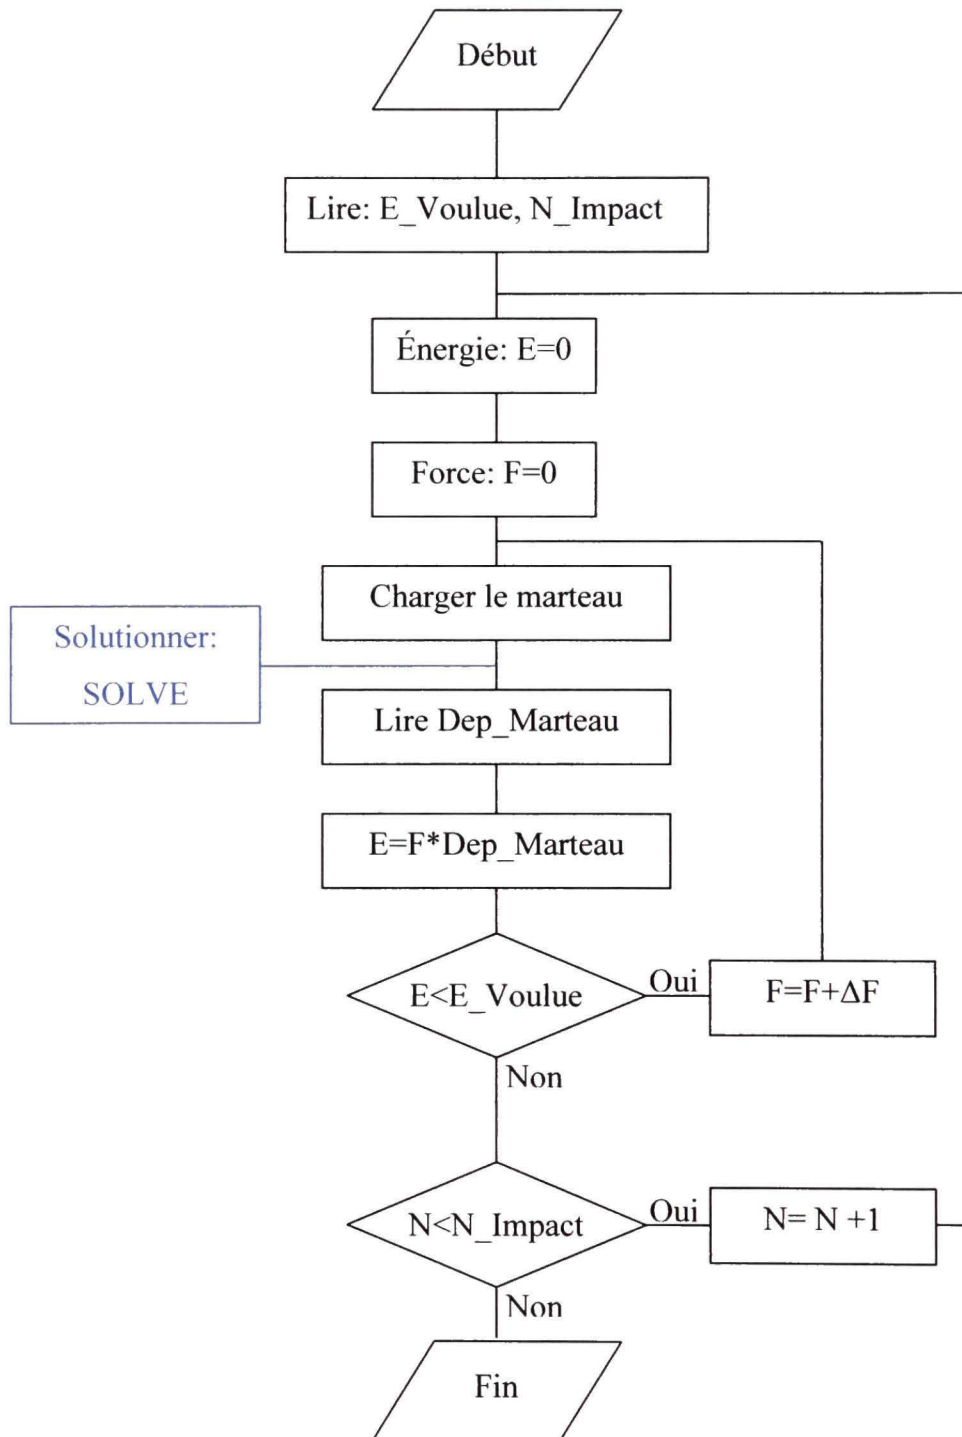 Début
Lire: E_Voulue, N_Impact
Énergie: E=0
Force: F=0
Charger le marteau
Solutionner:
SOLVE
Lire Dep_Marteau
E=F*Dep_Marteau
E<E_Voulue
Oui
F=F+ΔF
Non
N<N_Impact
Oui
N= N +1
Non
Fin